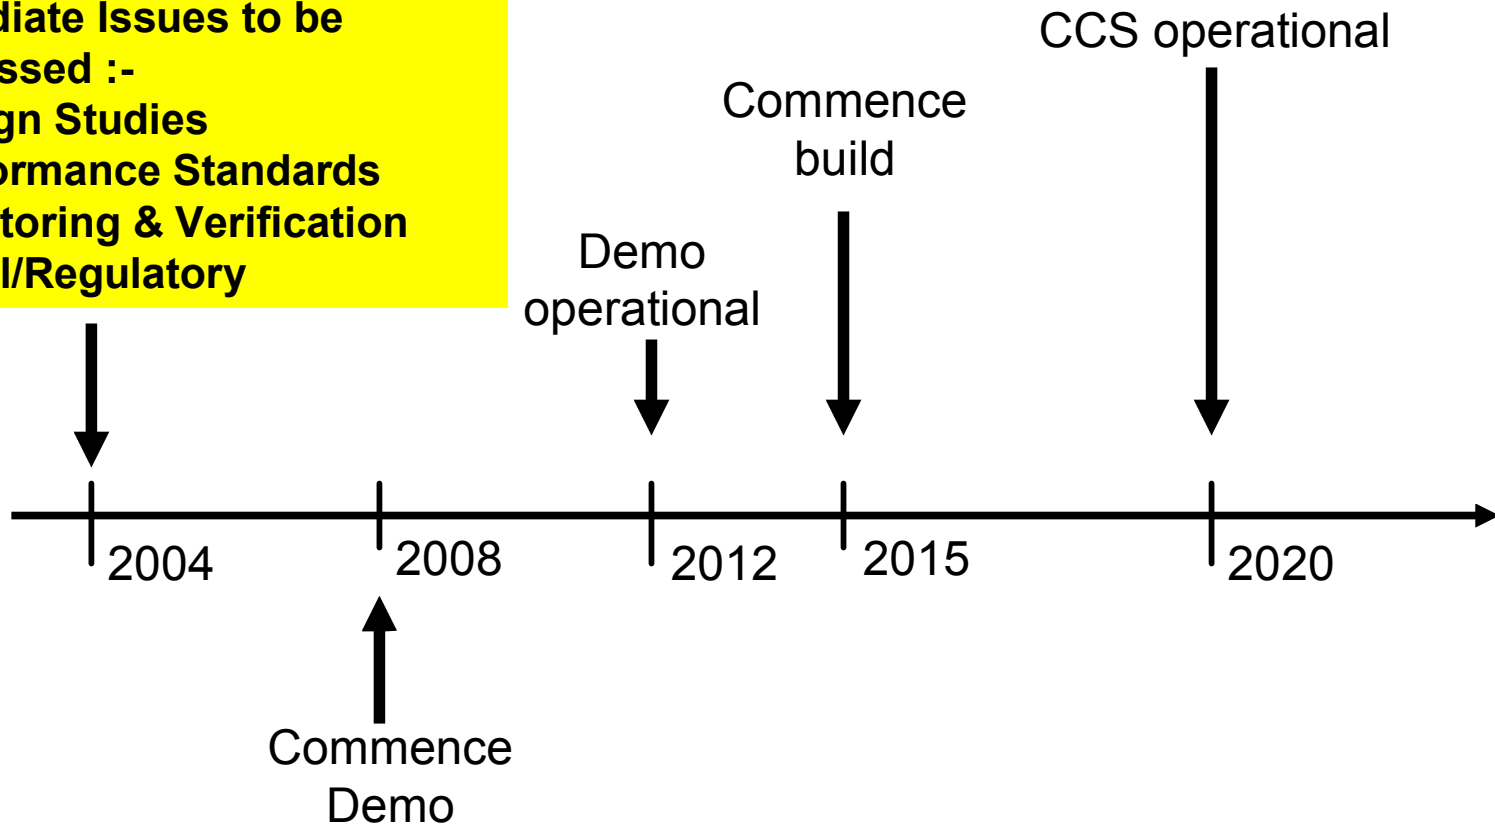 diate Issues to be
ssed :-
gn Studies
ormance Standards
toring & Verification
l/Regulatory
CCS operational
Commence
build
Demo
operational
2004
2008
2012
2015
2020
Commence
Demo